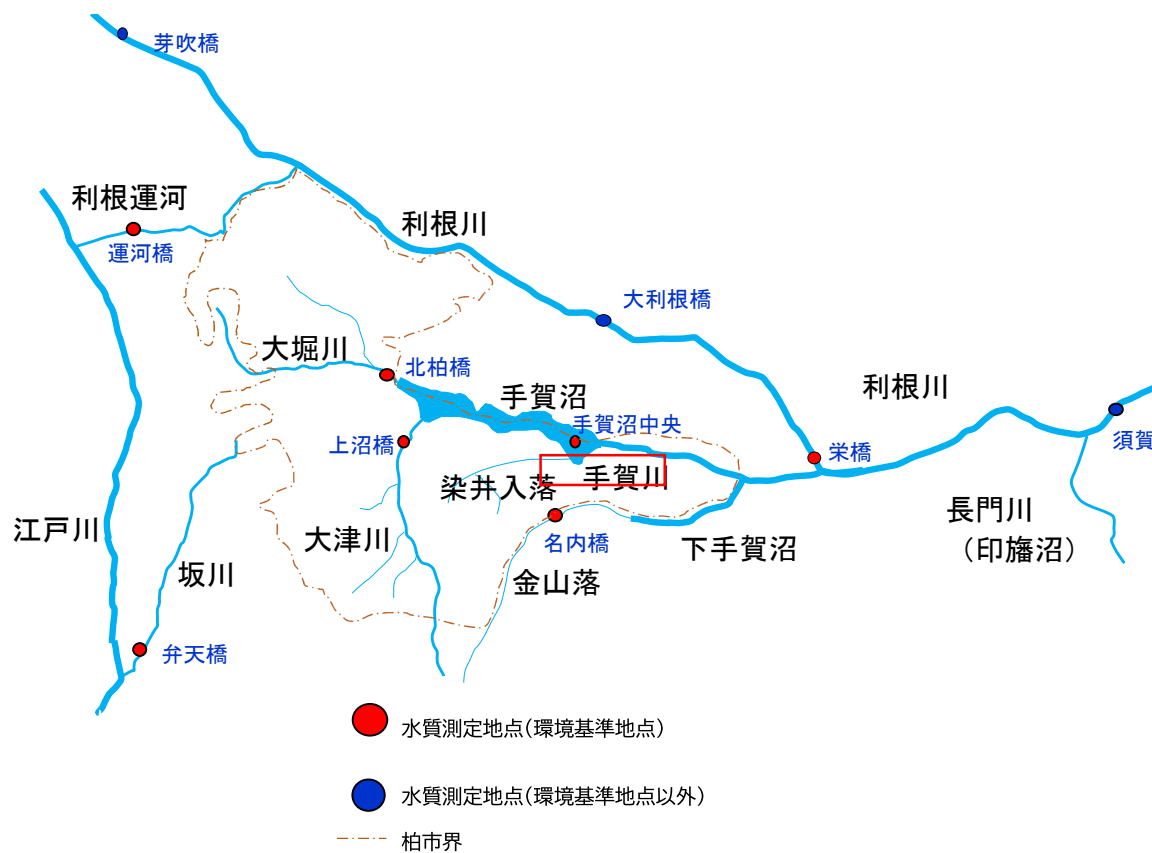 芽吹橋
利根運河
運河橋
利根川
大利根橋
大堀川
北柏橋
手賀沼
手賀沼中央
利根川
須賀
上沼橋
栄橋
染井入落
手賀川
長門川
（印旛沼）
江戸川
大津川
名内橋
下手賀沼
坂川
金山落
弁天橋
水質測定地点（環境基準地点）
水質測定地点（環境基準地点以外）
柏市界